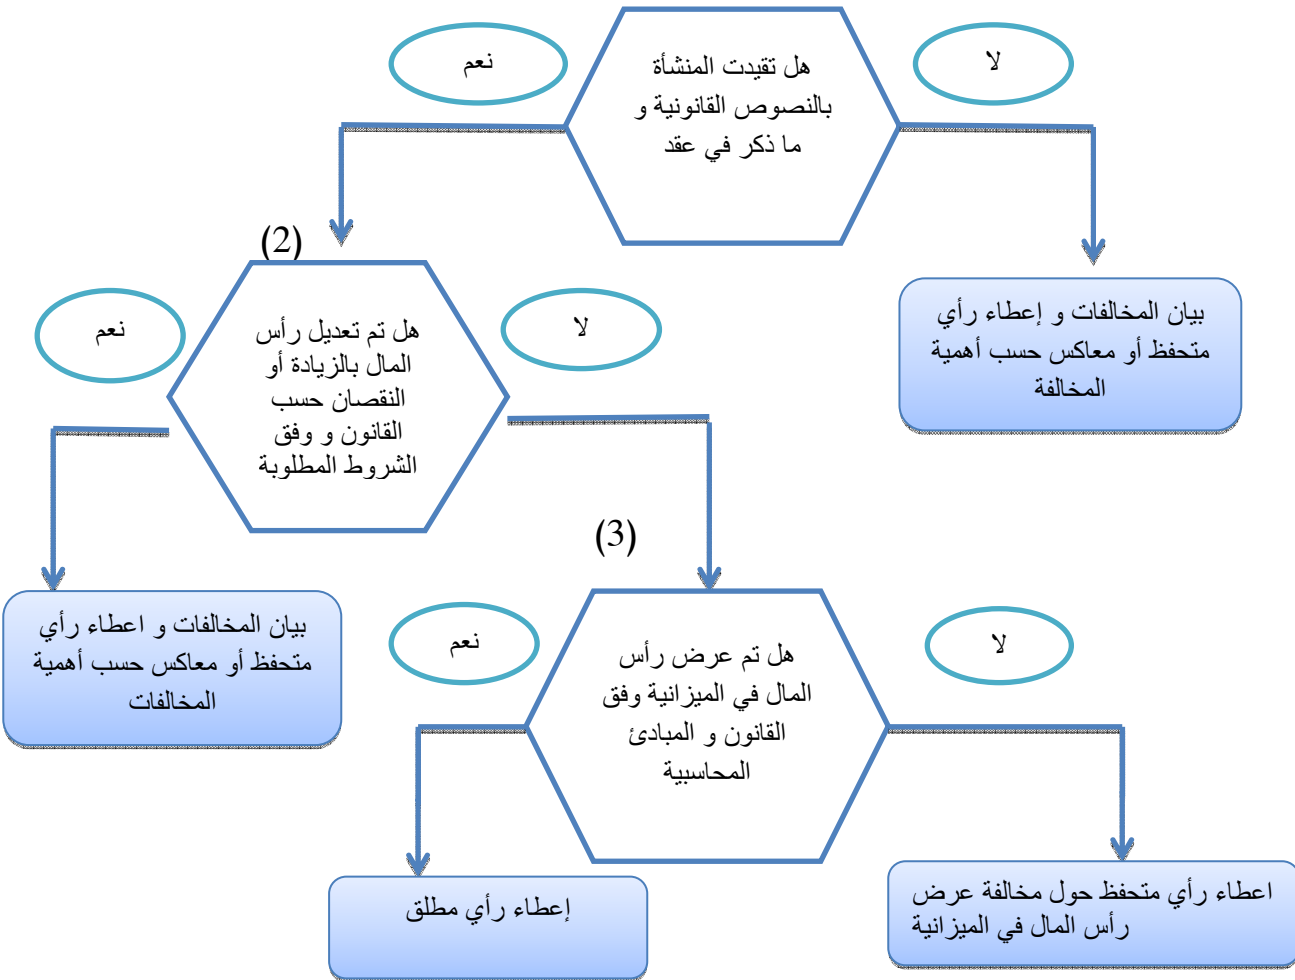 لا
نعم
هل تقيدت المنشأة
بالنصوص القانونية و
ما ذكر في عقد
(2)
بيان المخالفات و إعطاء رأي
متحفظ أو معاكس حسب أهمية
المخالفة
لا
نعم
هل تم تعديل رأس
المال بالزيادة أو
النقصان حسب
القانون و وفق
الشروط المطلوبة
(3)
بيان المخالفات و اعطاء رأي
متحفظ أو معاكس حسب أهمية
المخالفات
لا
نعم
هل تم عرض رأس
المال في الميزانية وفق
القانون و المبادئ
المحاسبية
اعطاء رأي متحفظ حول مخالفة عرض
رأس المال في الميزانية
إعطاء رأي مطلق